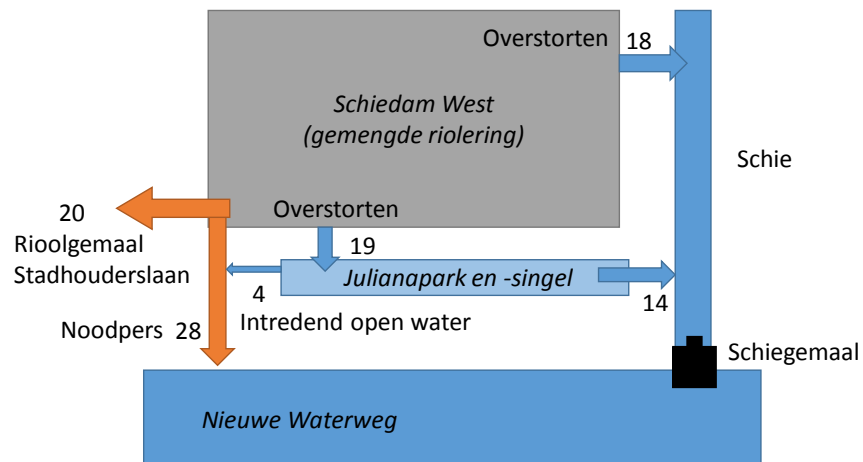 Overstorten 18
Schiedam West
(gemengde riolering)
Schie
20
Rioolgemaal
Stadhouderslaan
Overstorten
19
Julianapark en -singel
4
14
Intredend open water
Noodpers 28
Schiegemaal
Nieuwe Waterweg